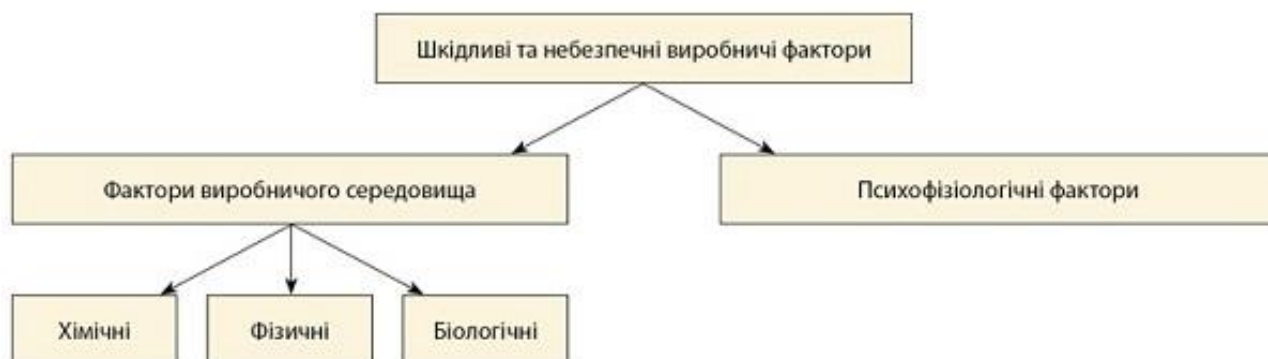 Шкідливі та небезпечні виробничі фактори
Фактори виробничого середовища
Психофізіологічні фактори
Хімічні
Фізичні
Біологічні